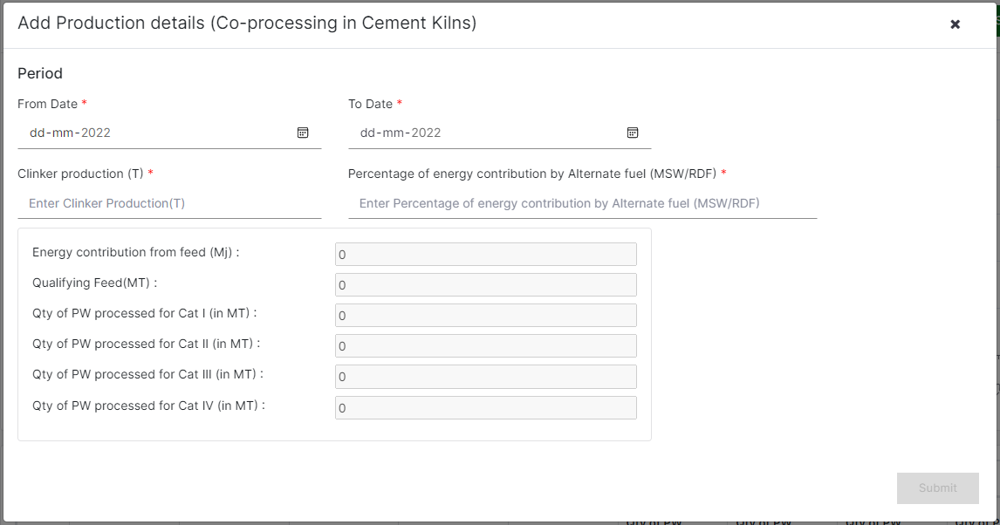 Add Production details (Co-processing in Cement KIlns)
Period
From Date *
To Date *
dd-mm-2022
dd-mm-2022
Clinker production (T) *
Percentage of energy contribution by Alternate fuel (MSW/RDF) *
Enter Clinker Production(T)
Enter Percentage of energy contribution by Alternate fuel (MSW/RDF)
Energy contribution from feed (Mj) :
0
Qualifying Feed(MT) :
0
Qty of PW processed for Cat I (in MT) :
0
Qty of PW processed for Cat II (in MT) :
0
Qty of PW processed for Cat III (in MT) :
0
Qty of PW processed for Cat IV (in MT) :
0
Submit